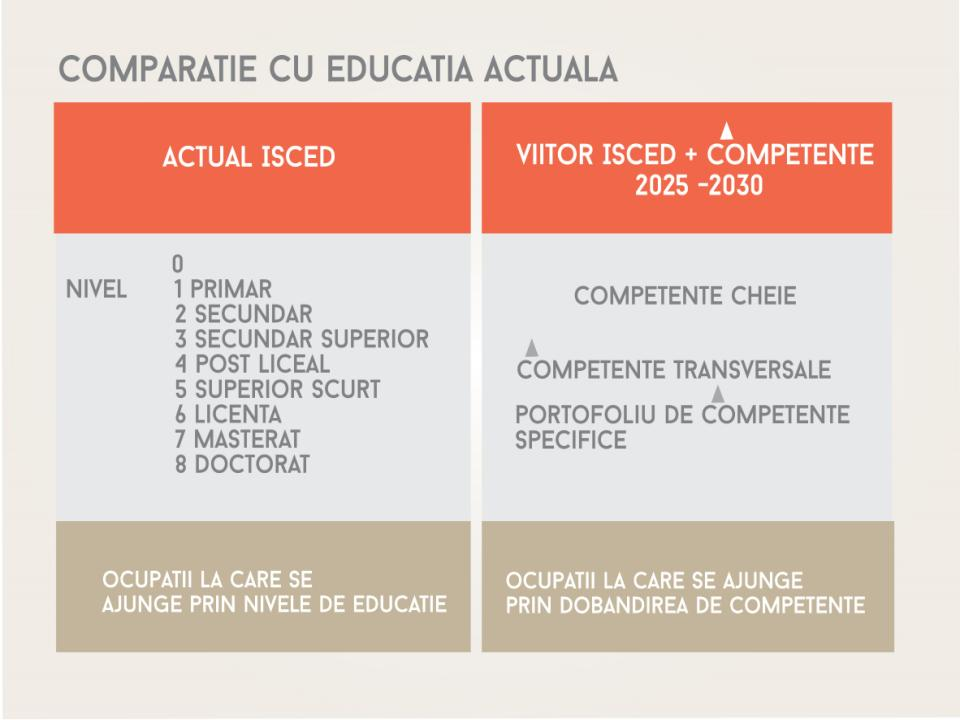 COMPARATIE CU EDUCATIA ACTUALA
ACTUAL ISCED
VIITOR ISCED + COMPETENTE
2025 -2030
0
NIVEL 1 PRIMAR
2 SECUNDAR
3 SECUNDAR SUPERIOR
4 POST LICEAL
5 SUPERIOR SCURT
6 LICENTA
7 MASTERAT
8 DOCTORAT
COMPETENTE CHEIE
COMPETENTE TRANSVERSALE
PORTOFOLIU DE COMPETENTE
SPECIFICE
OCUPATII LA CARE SE
AJUNGE PRIN NIVELE DE EDUCATIE
OCUPATII LA CARE SE AJUNGE
PRIN DOBANDIREA DE COMPETENTE